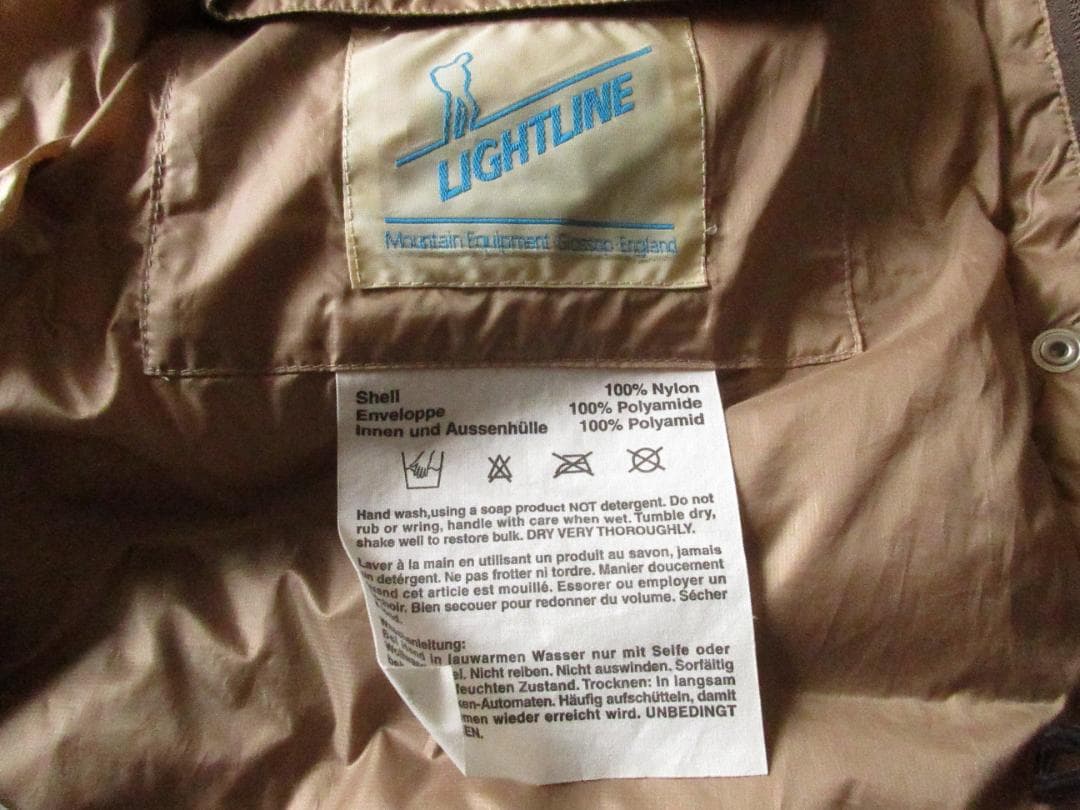 LIGHTLINE
Mountain Equipment Glossop England
Shell 100% Nylon
Enveloppe 100% Polyamide
Innen und Aussenhülle 100% Polyamid
Hand wash,using a soap product NOT detergent. Do not
rub or wring, handle with care when wet. Tumble dry,
shake well to restore bulk. DRY VERY THOROUGHLY.
Laver à la main en utilisant un produit au savon, jamais
detérgent. Ne pas frotter ni tordre. Manier doucement
cet article est mouillé. Essorer ou employer un
Bien secouer pour redonner du volume. Sécher
in lauwarmen Wasser nur mit Seife oder
Nicht reiben. Nicht auswinden. Sorfältig
feuchten Zustand. Trocknen: In langsam
-Automaten. Häufig aufschütteln, damit
wieder erreicht wird. UNBEDINGT